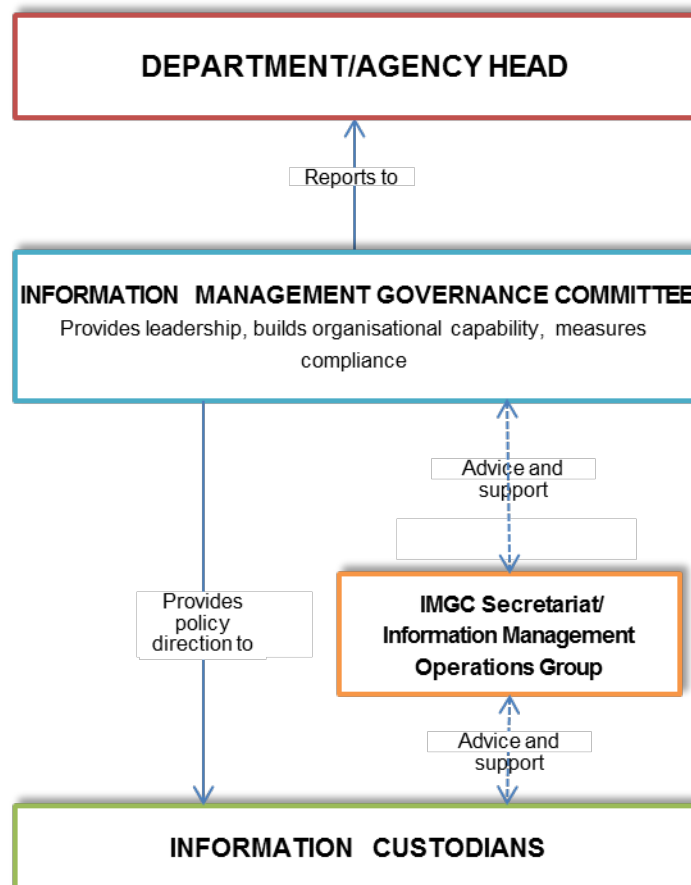 DEPARTMENT/AGENCY HEAD
Reports to
INFORMATION MANAGEMENT GOVERNANCE COMMITTEE
Provides leadership, builds organisational capability, measures
compliance
Advice and
support
Provides
policy
direction to
IMGC Secretariat/
Information Management
Operations Group
Advice and
support
INFORMATION CUSTODIANS